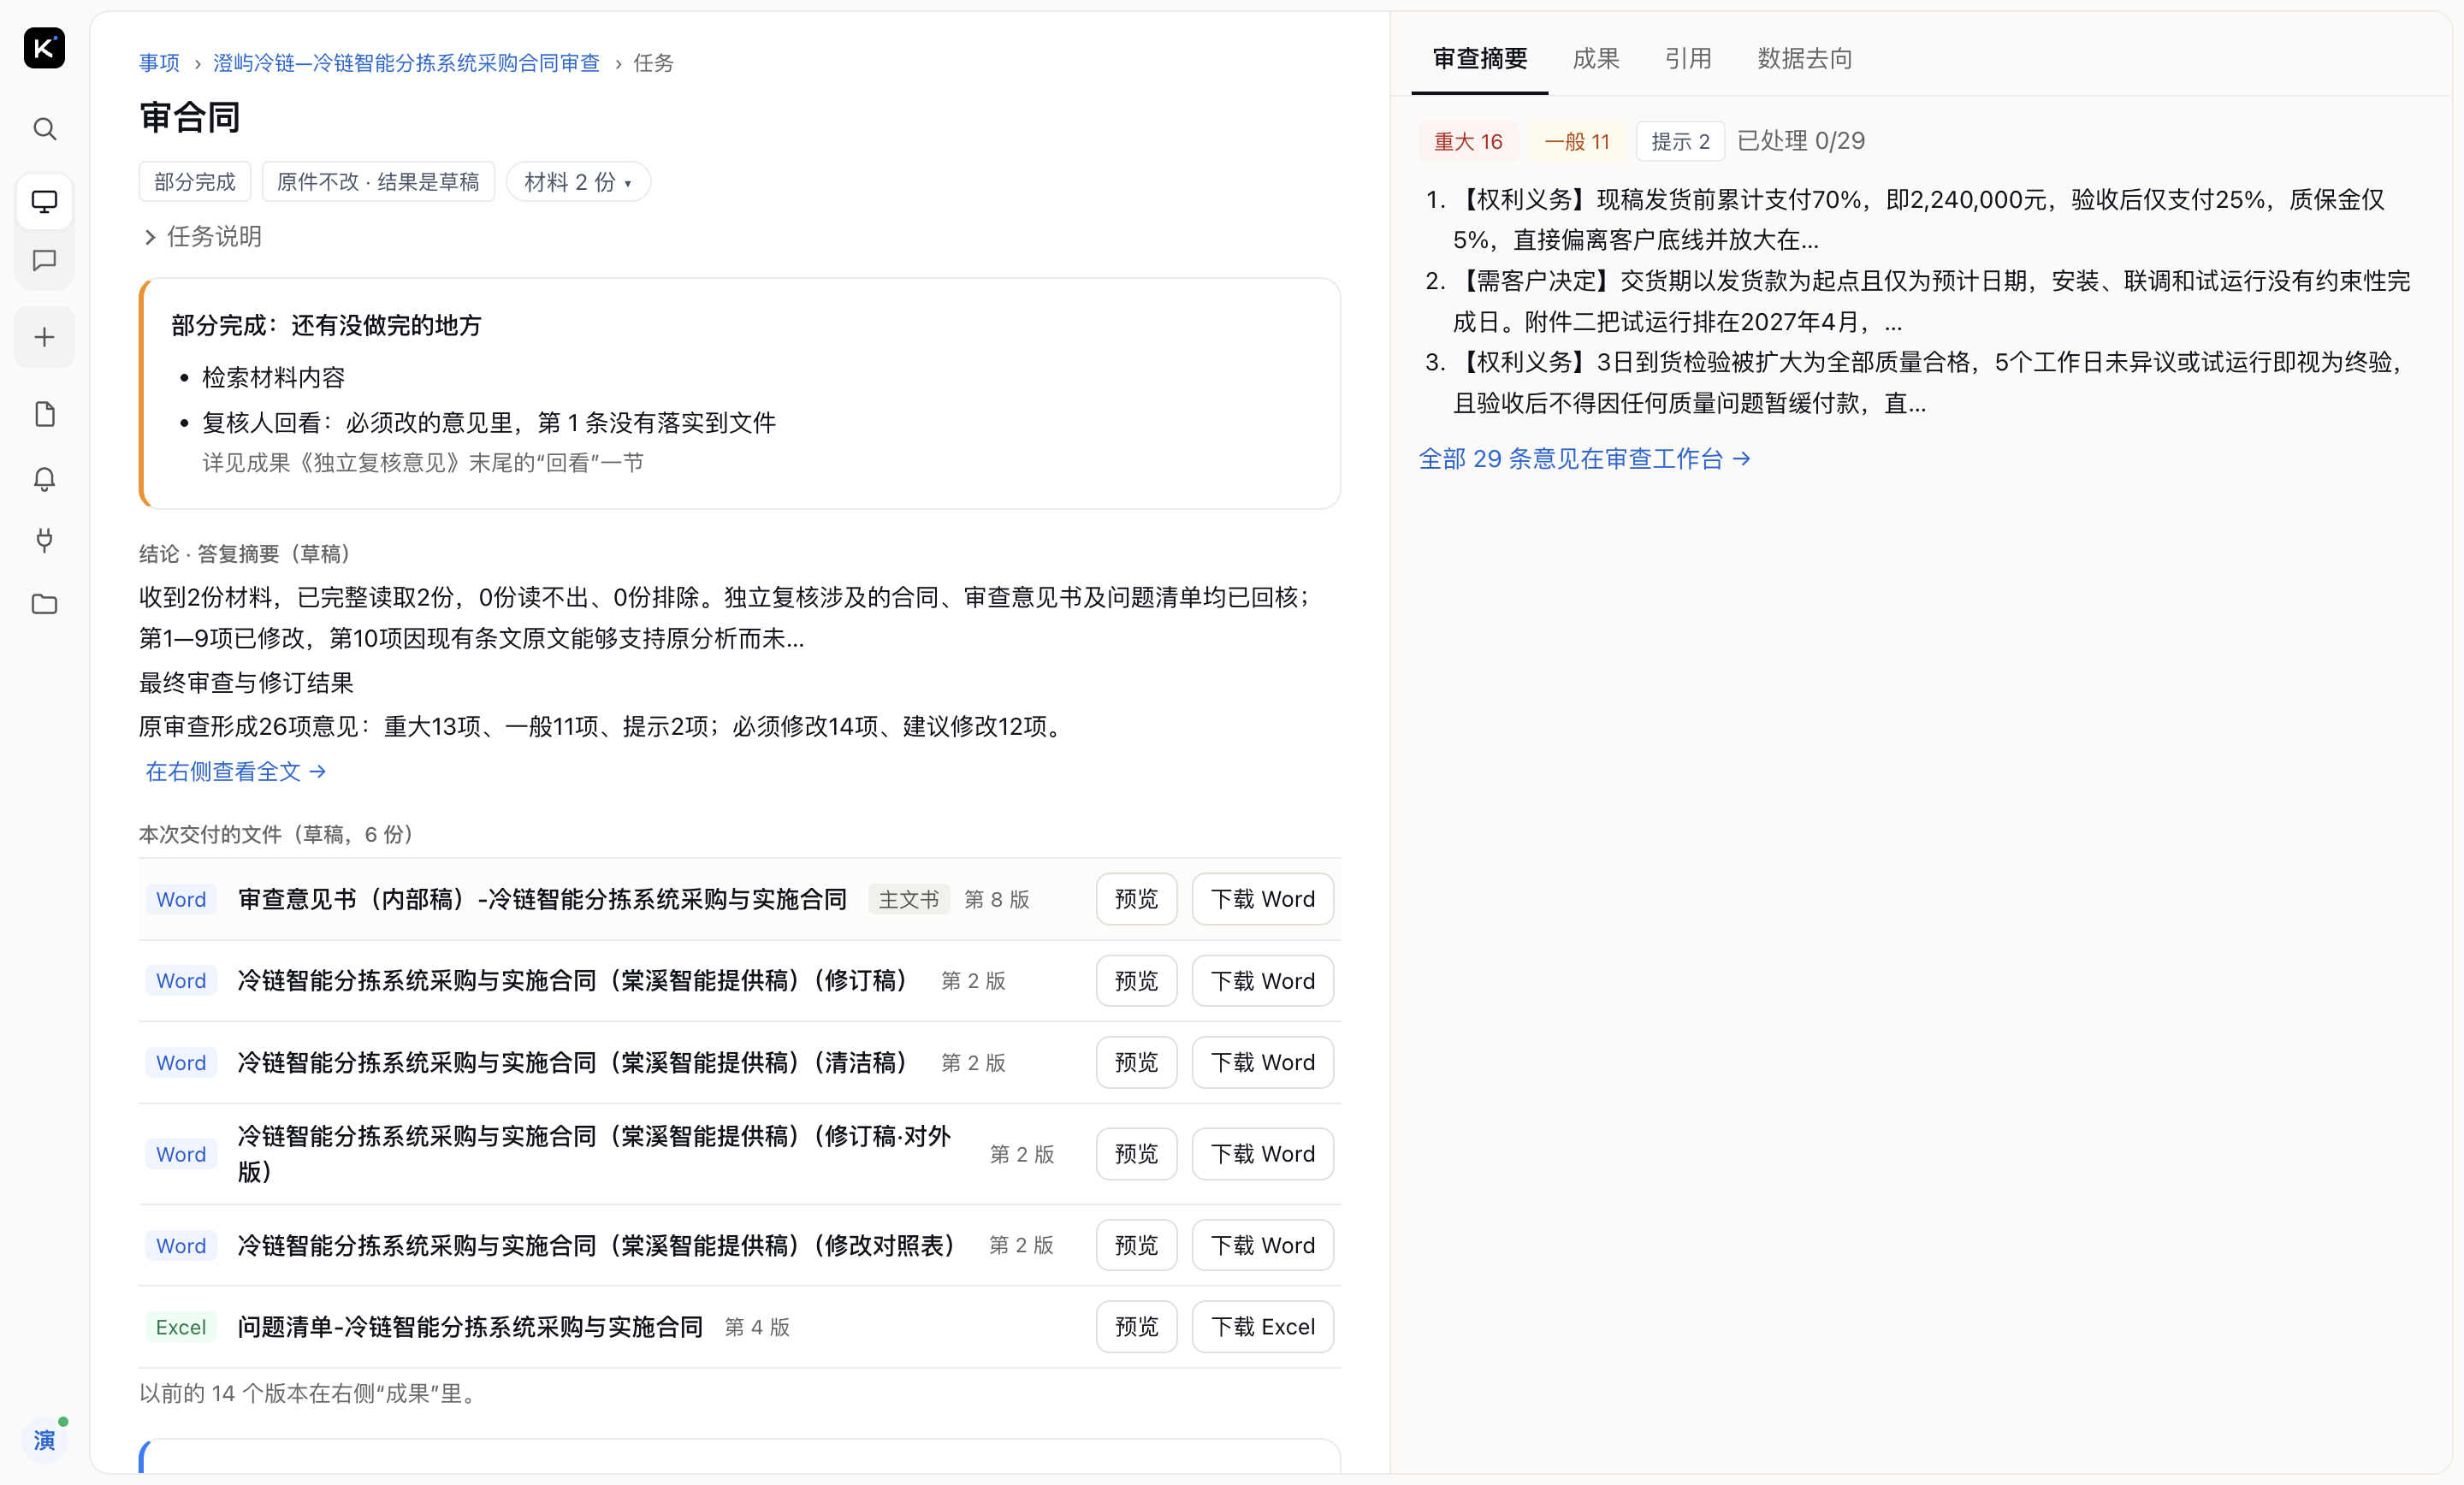 事项 › 澄屿冷链—冷链智能分拣系统采购合同审查 › 任务
审合同
部分完成 原件不改 · 结果是草稿 材料 2 份 ▾
任务说明
部分完成：还有没做完的地方
• 检索材料内容
• 复核人回看：必须改的意见里，第 1 条没有落实到文件
详见成果《独立复核意见》末尾的“回看”一节
结论 · 答复摘要（草稿）
收到2份材料，已完整读取2份，0份读不出、0份排除。独立复核涉及的合同、审查意见书及问题清单均已回核；
第1—9项已修改，第10项因现有条文原文能够支持原分析而未...
最终审查与修订结果
原审查形成26项意见：重大13项、一般11项、提示2项；必须修改14项、建议修改12项。
在右侧查看全文 →
本次交付的文件（草稿，6 份）
Word 审查意见书（内部稿）-冷链智能分拣系统采购与实施合同 主文书 第 8 版 预览 下载 Word
Word 冷链智能分拣系统采购与实施合同（棠溪智能提供稿）（修订稿） 第 2 版 预览 下载 Word
Word 冷链智能分拣系统采购与实施合同（棠溪智能提供稿）（清洁稿） 第 2 版 预览 下载 Word
Word 冷链智能分拣系统采购与实施合同（棠溪智能提供稿）（修订稿·对外
版） 第 2 版 预览 下载 Word
Word 冷链智能分拣系统采购与实施合同（棠溪智能提供稿）（修改对照表） 第 2 版 预览 下载 Word
Excel 问题清单-冷链智能分拣系统采购与实施合同 第 4 版 预览 下载 Excel
以前的 14 个版本在右侧“成果”里。
演
审查摘要 成果 引用 数据去向
重大 16 一般 11 提示 2 已处理 0/29
1. 【权利义务】现稿发货前累计支付70%，即2,240,000元，验收后仅支付25%，质保金仅
5%，直接偏离客户底线并放大在...
2. 【需客户决定】交货期以发货款为起点且仅为预计日期，安装、联调和试运行没有约束性完
成日。附件二把试运行排在2027年4月，...
3. 【权利义务】3日到货检验被扩大为全部质量合格，5个工作日未异议或试运行即视为终验，
且验收后不得因任何质量问题暂缓付款，直...
全部 29 条意见在审查工作台 →